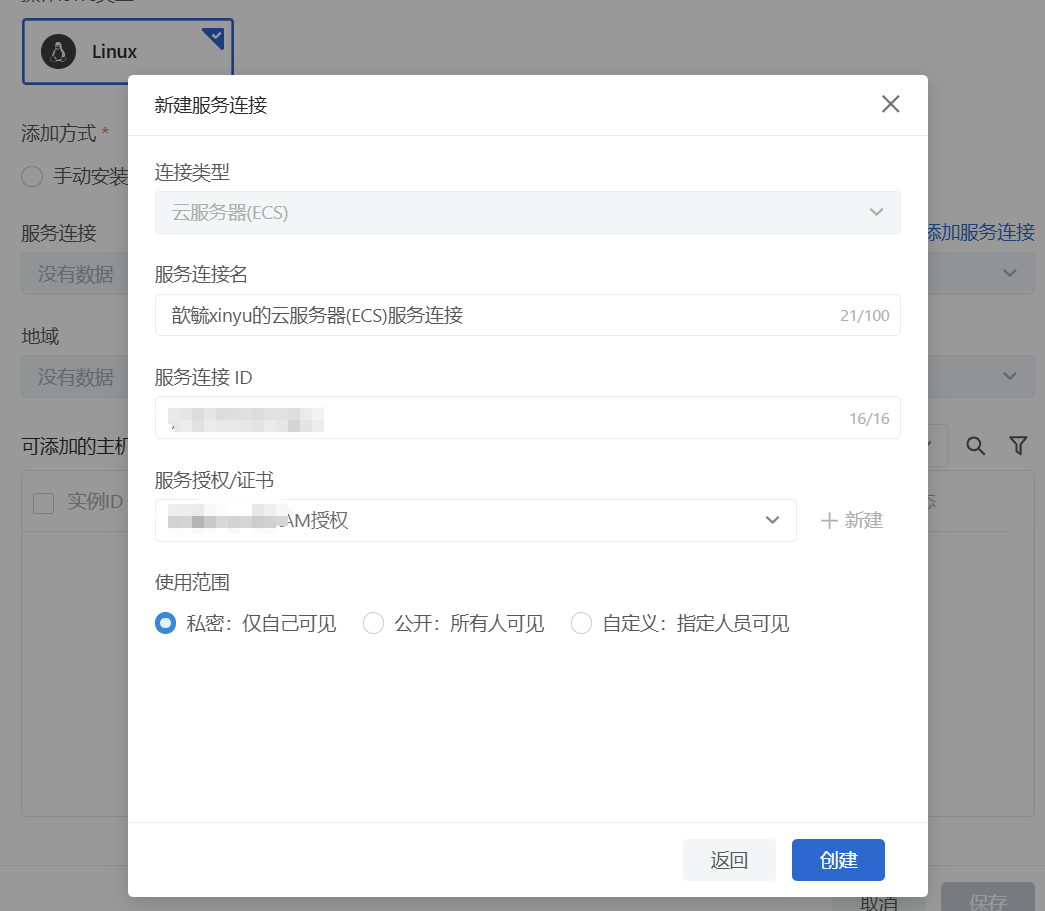 Linux
新建服务连接
添加方式 *
手动安装
连接类型
云服务器(ECS)
服务连接
添加服务连接
没有数据
服务连接名
歆毓xinyu的云服务器(ECS)服务连接
21/100
地域
没有数据
服务连接 ID
16/16
可添加的主机
服务授权/证书
实例ID
AM授权
新建
使用范围
私密：仅自己可见
公开：所有人可见
自定义：指定人员可见
返回
创建
取消
保存